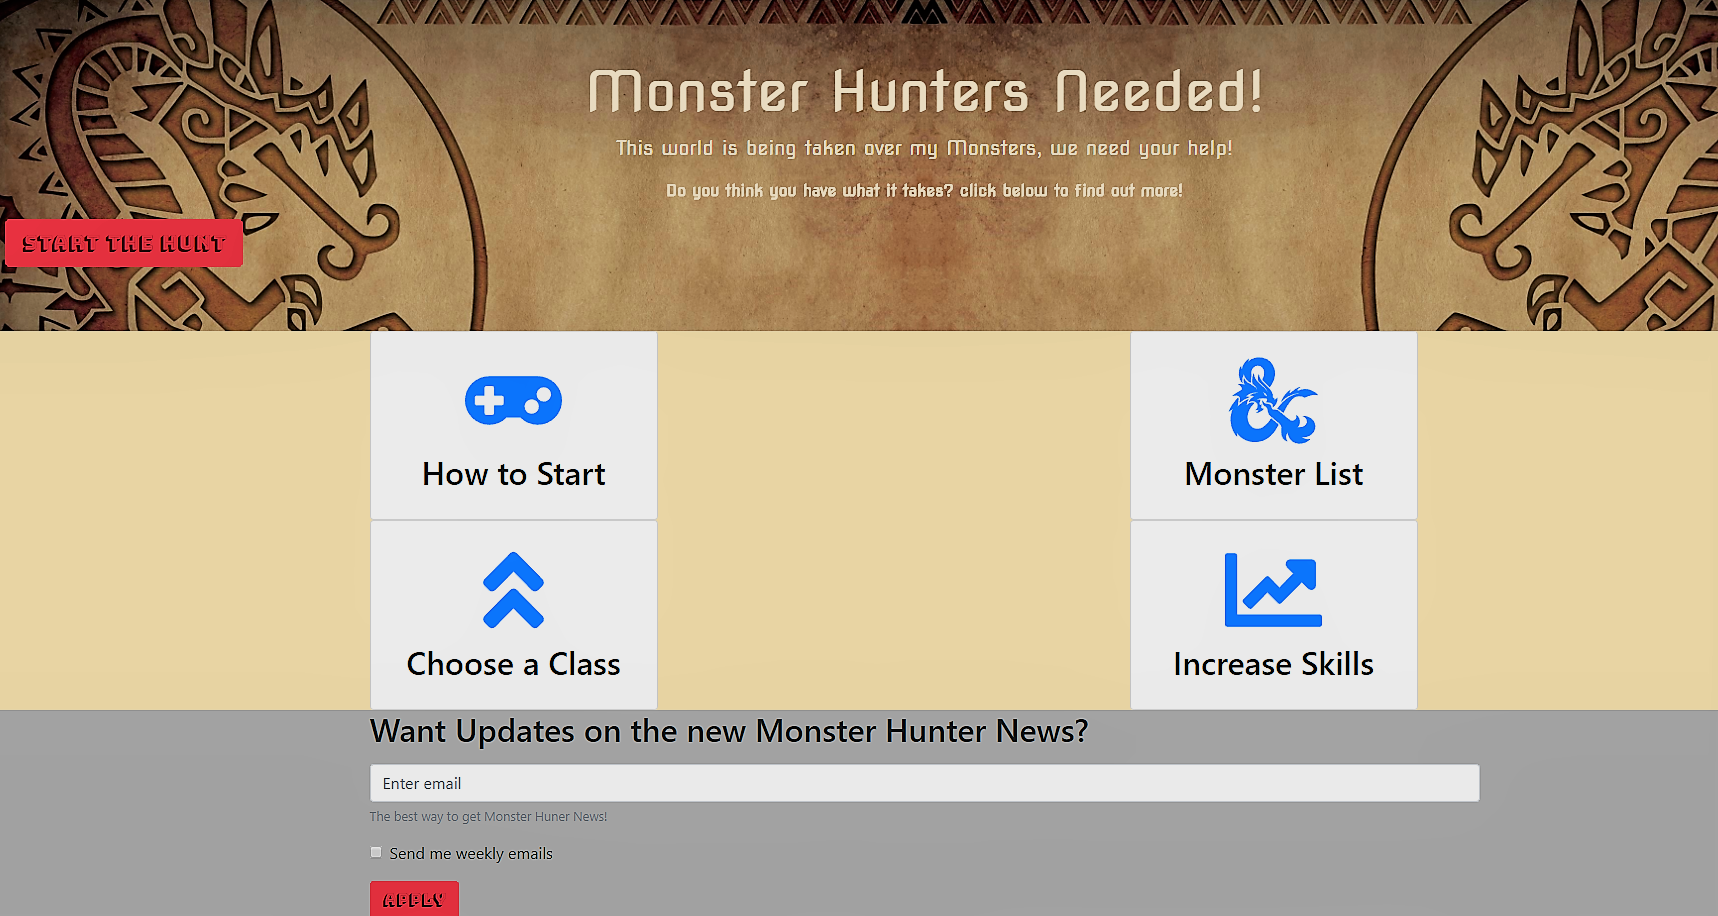 Monster Hunters Needed!
This world is being taken over my Monsters, we need your help!
Do you think you have what it takes? click below to find out more!
START THE HUNT
How to Start
Monster List
Choose a Class
Increase Skills
Want Updates on the new Monster Hunter News?
Enter email
The best way to get Monster Huner News!
Send me weekly emails
APPLY